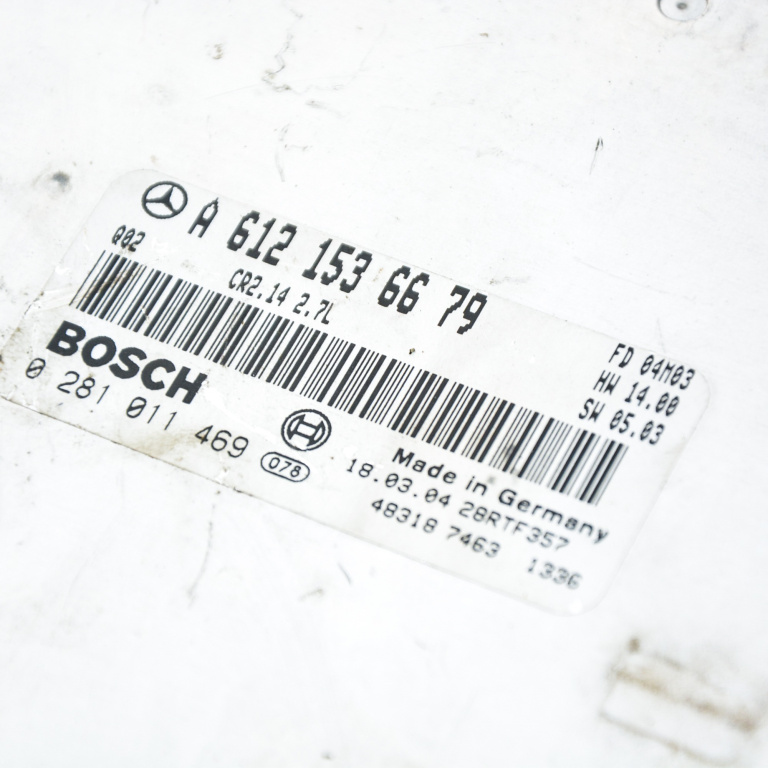 A 612 153 66 79
Q02
CR2.14 2.7L
FD 04M03
HW 14.00
SW 05.03
BOSCH
0 281 011 469
078
Made in Germany
18.03.04 28RTF357
48318 7463 1336